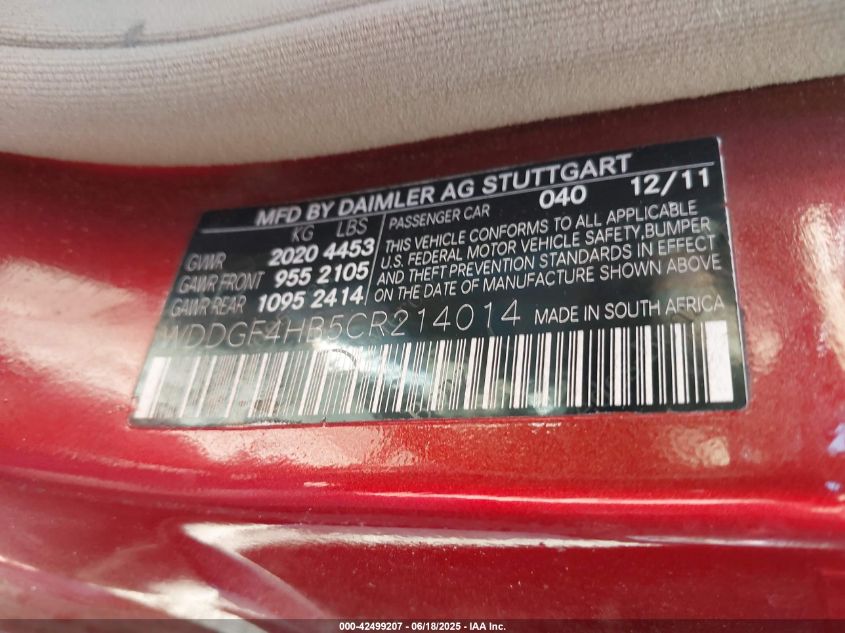 MFD BY DAIMLER AG STUTTGART
KG LBS
GVWR 2020 4453
GAWR FRONT 955 2105
GAWR REAR 1095 2414
PASSENGER CAR 040 12/11
THIS VEHICLE CONFORMS TO ALL APPLICABLE
U.S. FEDERAL MOTOR VEHICLE SAFETY,BUMPER
AND THEFT PREVENTION STANDARDS IN EFFECT
ON THE DATE OF MANUFACTURE SHOWN ABOVE
WDDGF4HB5CR214014 MADE IN SOUTH AFRICA
000-42499207 - 06/18/2025 - IAA Inc.